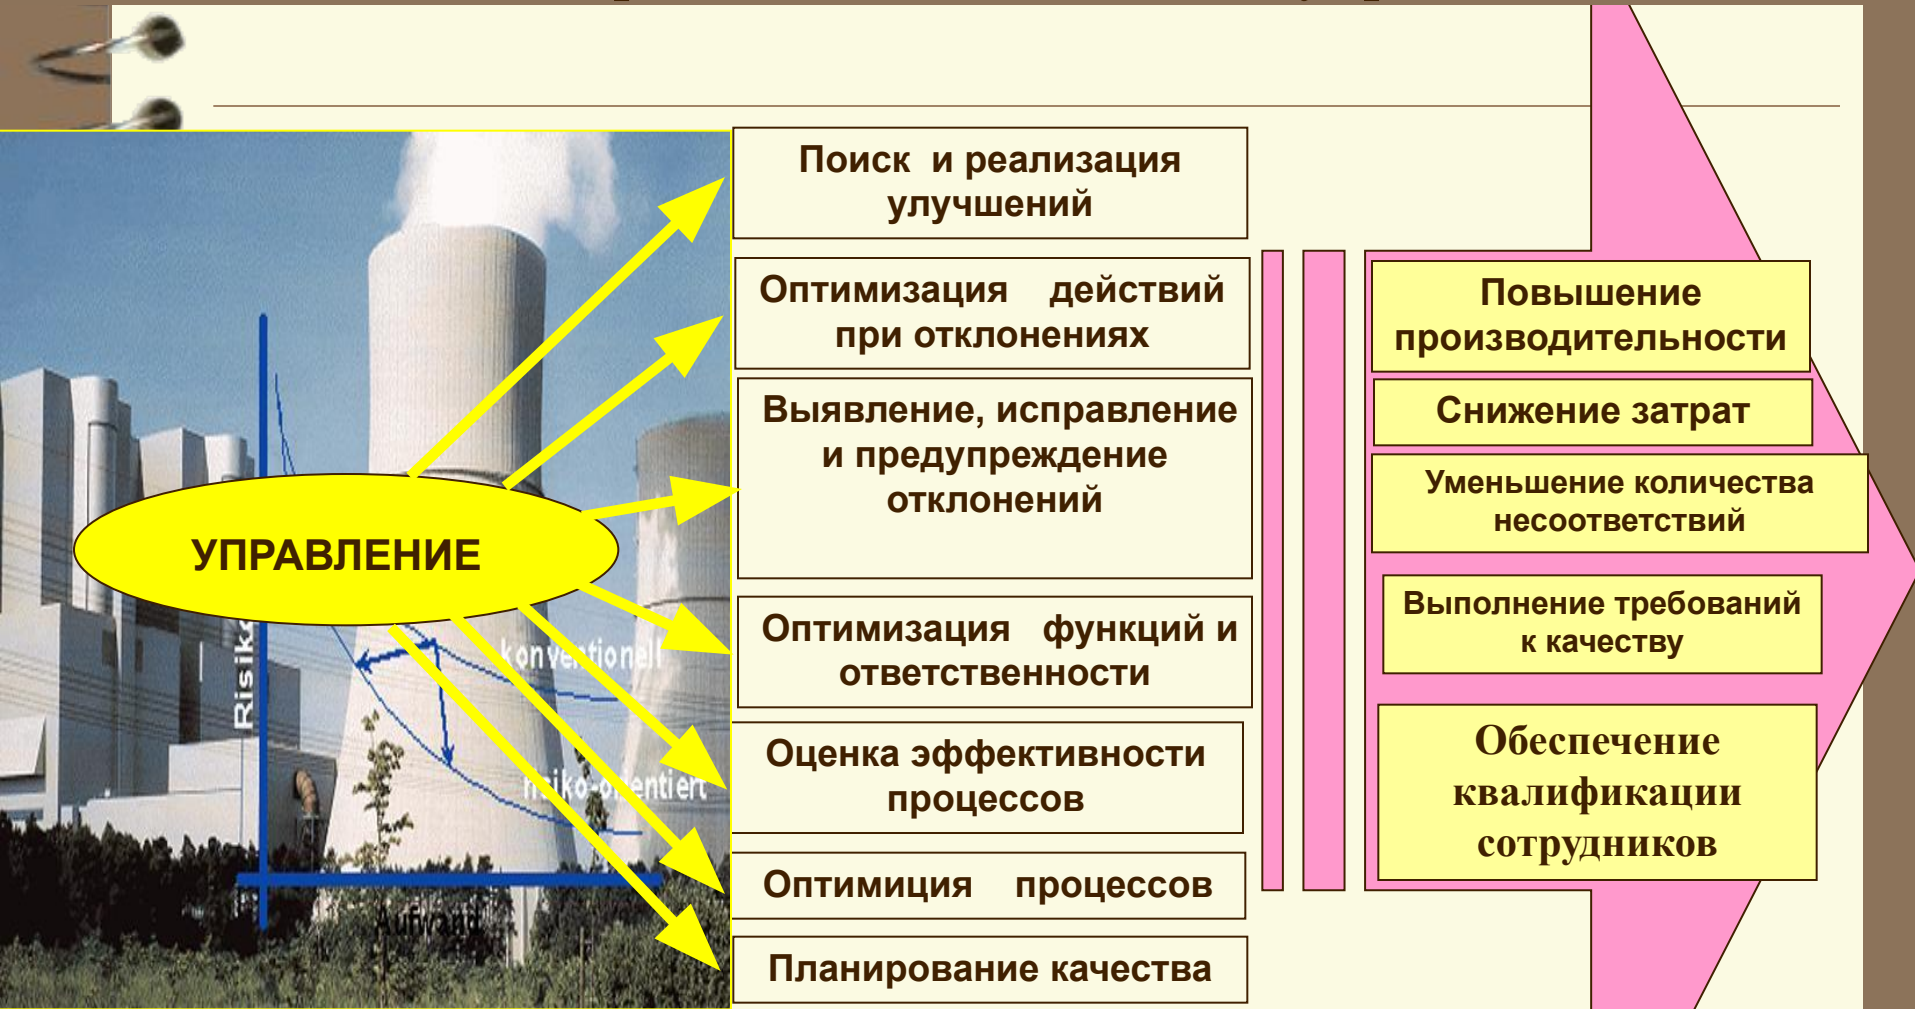 Поиск и реализация
улучшений
Оптимизация действий
при отклонениях
Выявление, исправление
и предупреждение
отклонений
УПРАВЛЕНИЕ
Оптимизация функций и
ответственности
Оценка эффективности
процессов
Оптимиция процессов
Планирование качества
Повышение
производительности
Снижение затрат
Уменьшение количества
несоответствий
Выполнение требований
к качеству
Обеспечение
квалификации
сотрудников
konventionell
risiko-orientiert
Risiko
Aufwand